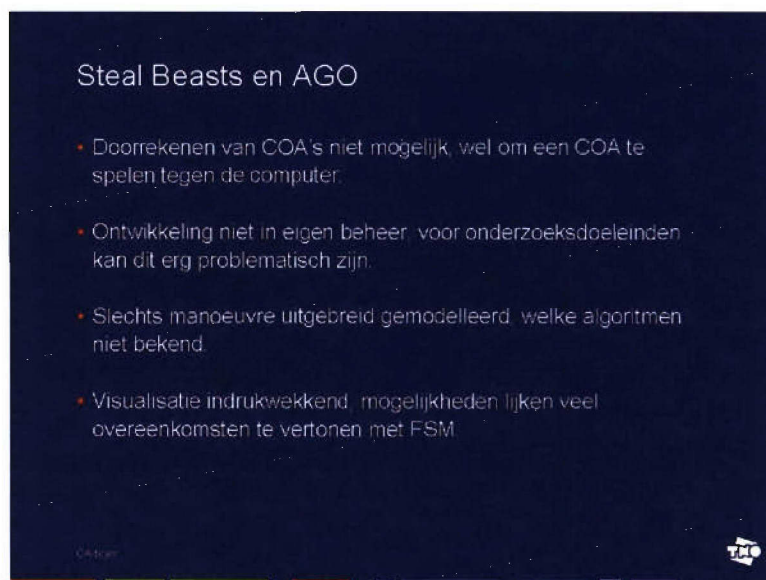 Steal Beasts en AGO
• Doorrekenen van COA's niet mogelijk, wel om een COA te
spelen tegen de computer.
• Ontwikkeling niet in eigen beheer, voor onderzoeksdoeleinden
kan dit erg problematisch zijn.
• Slechts manoeuvre uitgebreid gemodelleerd, welke algoritmen
niet bekend.
• Visualisatie indrukwekkend, mogelijkheden lijken veel
overeenkomsten te vertonen met FSM
TNO